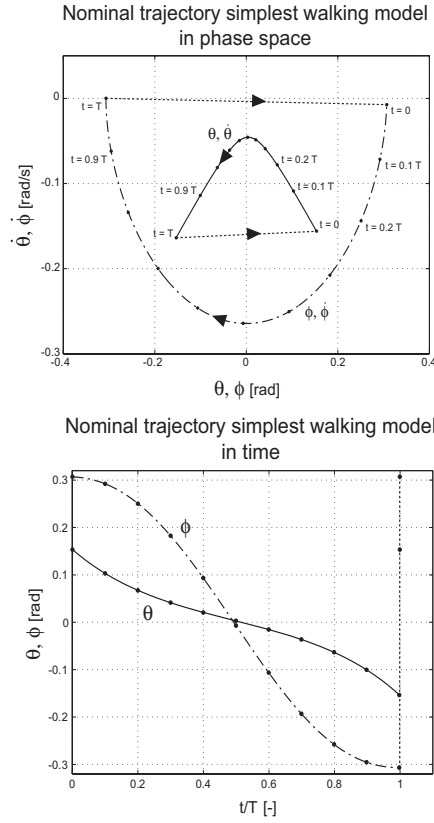 Nominal trajectory simplest walking model
in phase space
0
-0.1
-0.2
-0.3
θ̇, ϕ̇ [rad/s]
t=T
t=0
0.9 T
0.1 T
t = 0.2 T
θ, θ̇
0.2 T
0.9 T
t = 0.1 T
t=T
t=0
ϕ, ϕ̇
-0.4
-0.2
0
0.2
0.4
θ, ϕ [rad]
Nominal trajectory simplest walking model
in time
0.3
0.2
0.1
0
-0.1
-0.2
-0.3
θ, ϕ [rad]
ϕ
θ
0
0.2
0.4
0.6
0.8
1
t/T [-]